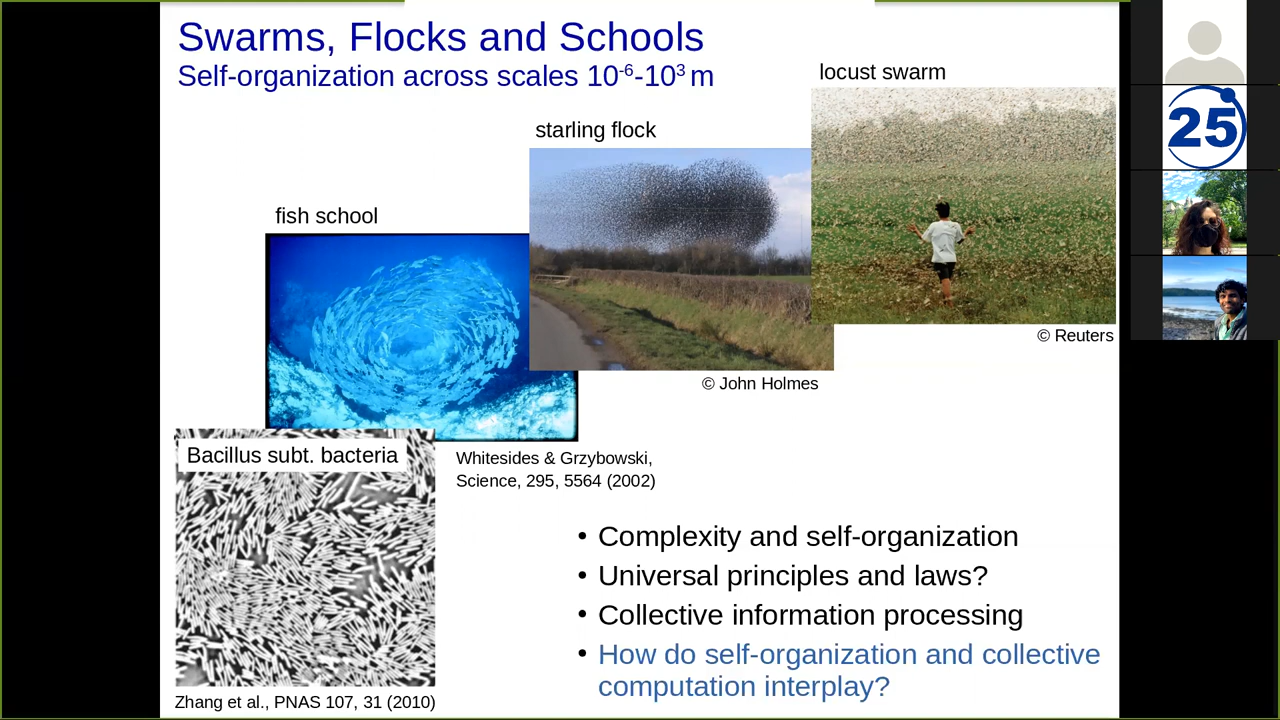 Swarms, Flocks and Schools
Self-organization across scales 10⁻⁶-10³ m
locust swarm
starling flock
fish school
© Reuters
© John Holmes
Bacillus subt. bacteria
Whitesides & Grzybowski,
Science, 295, 5564 (2002)
• Complexity and self-organization
• Universal principles and laws?
• Collective information processing
• How do self-organization and collective
computation interplay?
Zhang et al., PNAS 107, 31 (2010)
25